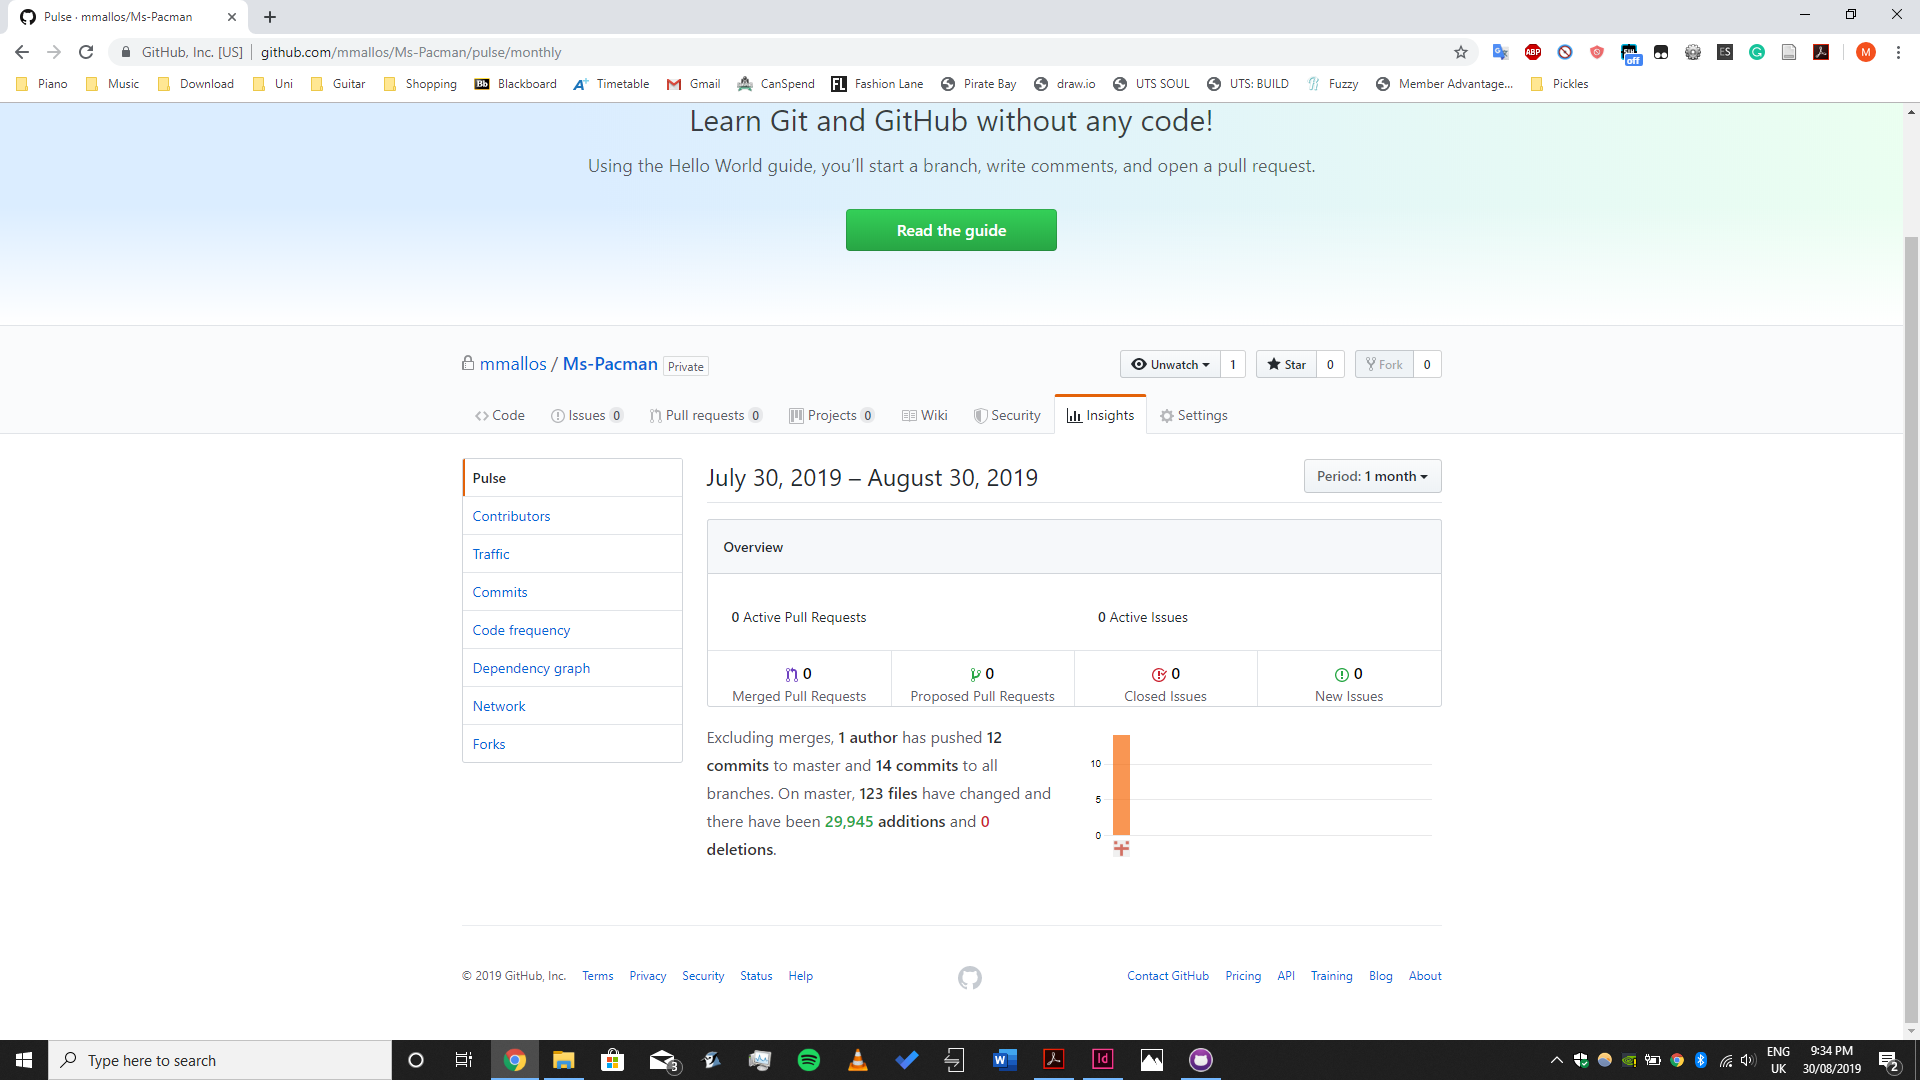 Pulse · mmallos/Ms-Pacman
GitHub, Inc. [US] github.com/mmallos/Ms-Pacman/pulse/monthly
ABP off ES M
Piano Music Download Uni Guitar Shopping Bb Blackboard A+ Timetable Gmail CanSpend FL Fashion Lane Pirate Bay draw.io UTS SOUL UTS: BUILD Fuzzy Member Advantage... Pickles
Learn Git and GitHub without any code!
Using the Hello World guide, you’ll start a branch, write comments, and open a pull request.
Read the guide
mmallos / Ms-Pacman Private
Unwatch 1 Star 0 Fork 0
Code Issues 0 Pull requests 0 Projects 0 Wiki Security Insights Settings
Pulse
Contributors
Traffic
Commits
Code frequency
Dependency graph
Network
Forks
July 30, 2019 – August 30, 2019
Period: 1 month
Overview
0 Active Pull Requests
0 Active Issues
0
Merged Pull Requests
0
Proposed Pull Requests
0
Closed Issues
0
New Issues
Excluding merges, 1 author has pushed 12
commits to master and 14 commits to all
branches. On master, 123 files have changed and
there have been 29,945 additions and 0
deletions.
10
5
0
© 2019 GitHub, Inc. Terms Privacy Security Status Help
Contact GitHub Pricing API Training Blog About
Type here to search
3
Id
ENG
UK
9:34 PM
30/08/2019
2